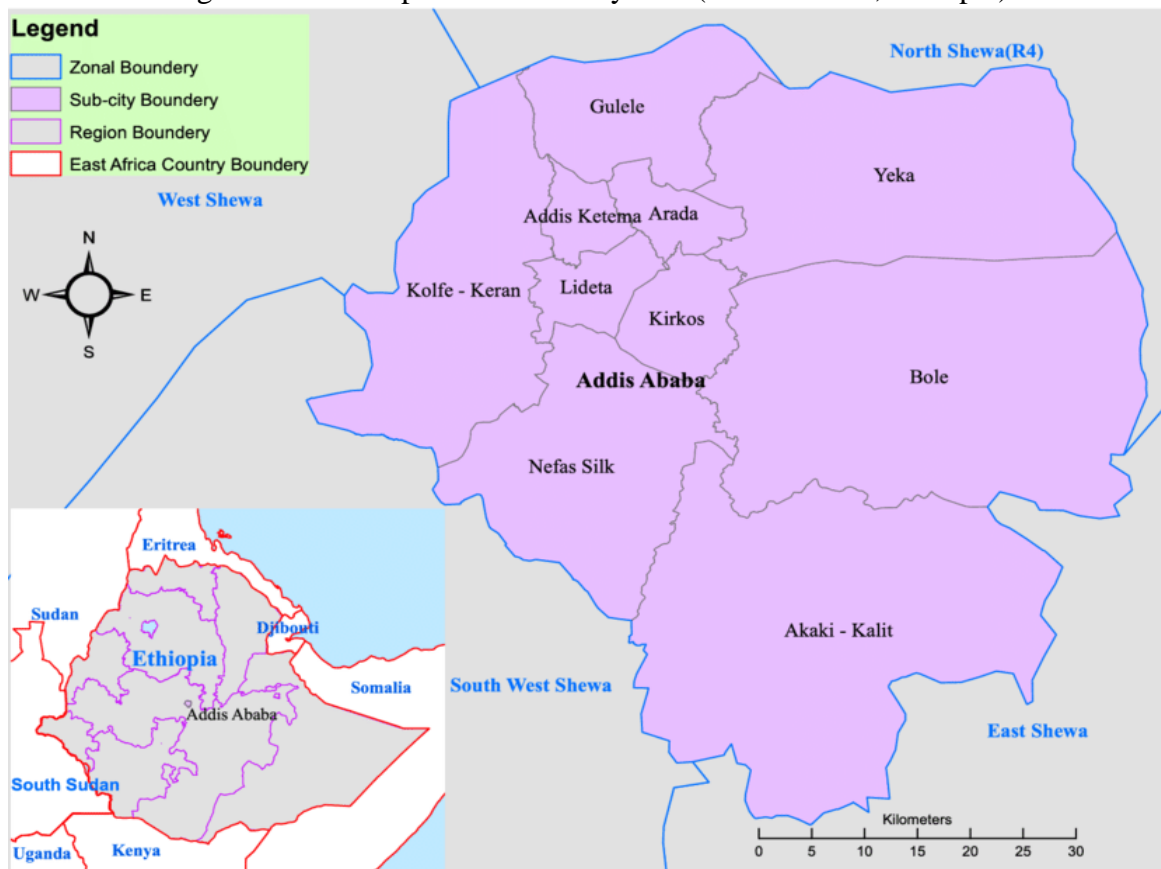 Legend
Zonal Boundery
Sub-city Boundery
Region Boundery
East Africa Country Boundery
North Shewa(R4)
Gulele
Yeka
West Shewa
Addis Ketema
Arada
N
W
E
S
Kolfe - Keran
Lideta
Kirkos
Addis Ababa
Bole
Nefas Silk
Akaki - Kalit
South West Shewa
East Shewa
Eritrea
Sudan
Djibouti
Ethiopia
Somalia
Addis Ababa
South Sudan
Uganda
Kenya
Kilometers
0 5 10 15 20 25 30